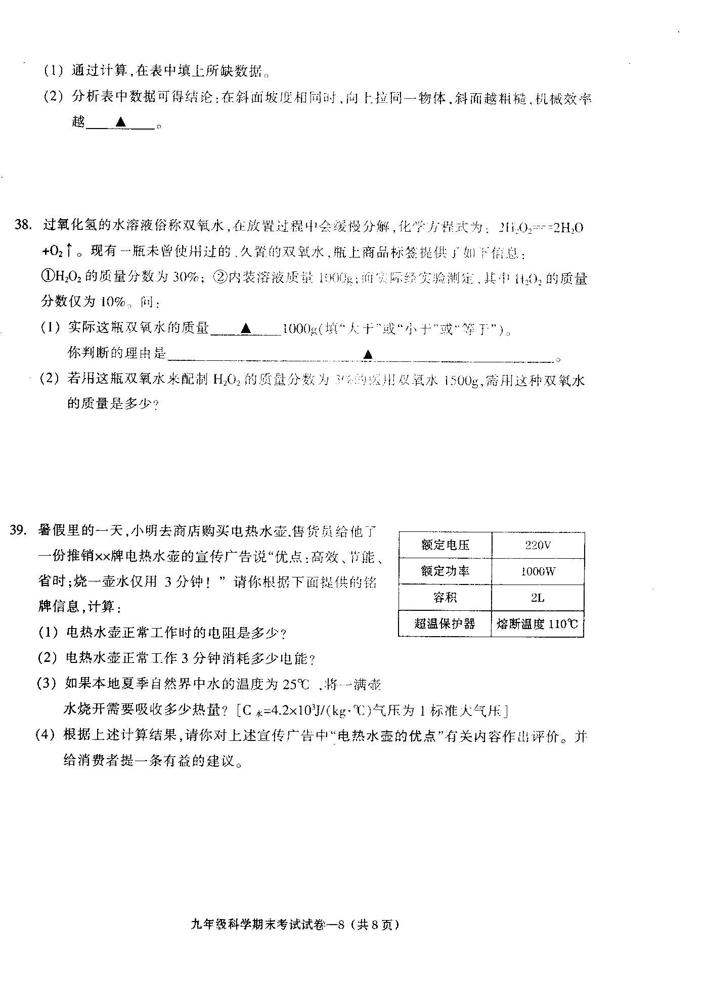 (1) 通过计算,在表中填上所缺数据。
(2) 分析表中数据可得结论:在斜面坡度相同时,向上拉同一物体,斜面越粗糙,机械效率
越 ▲ 。
38. 过氧化氢的水溶液俗称双氧水,在放置过程中会缓慢分解,化学方程式为: 2H₂O₂===2H₂O
+O₂↑。现有一瓶未曾使用过的、久置的双氧水,瓶上商品标签提供了如下信息:
①H₂O₂的质量分数为30%; ②内装溶液质量1000g;而实际经实验测定、其中H₂O₂的质量
分数仅为10%。问:
(1) 实际这瓶双氧水的质量 ▲ 1000g(填“大于”或“小于”或“等于”)。
你判断的理由是 ▲ 。
(2) 若用这瓶双氧水来配制H₂O₂的质量分数为3%的医用双氧水1500g,需用这种双氧水
的质量是多少?
39. 暑假里的一天,小明去商店购买电热水壶,售货员给他了
一份推销××牌电热水壶的宣传广告说“优点:高效、节能、
省时;烧一壶水仅用 3分钟!”请你根据下面提供的铭
牌信息,计算:
额定电压 220V
额定功率 1000W
容积 2L
超温保护器 熔断温度110℃
(1) 电热水壶正常工作时的电阻是多少?
(2) 电热水壶正常工作3分钟消耗多少电能?
(3) 如果本地夏季自然界中水的温度为25℃ ,将一满壶
水烧开需要吸收多少热量? [C水=4.2×10³J/(kg·℃)气压为1标准大气压]
(4) 根据上述计算结果,请你对上述宣传广告中“电热水壶的优点”有关内容作出评价。并
给消费者提一条有益的建议。
九年级科学期末考试试卷—8(共8页)